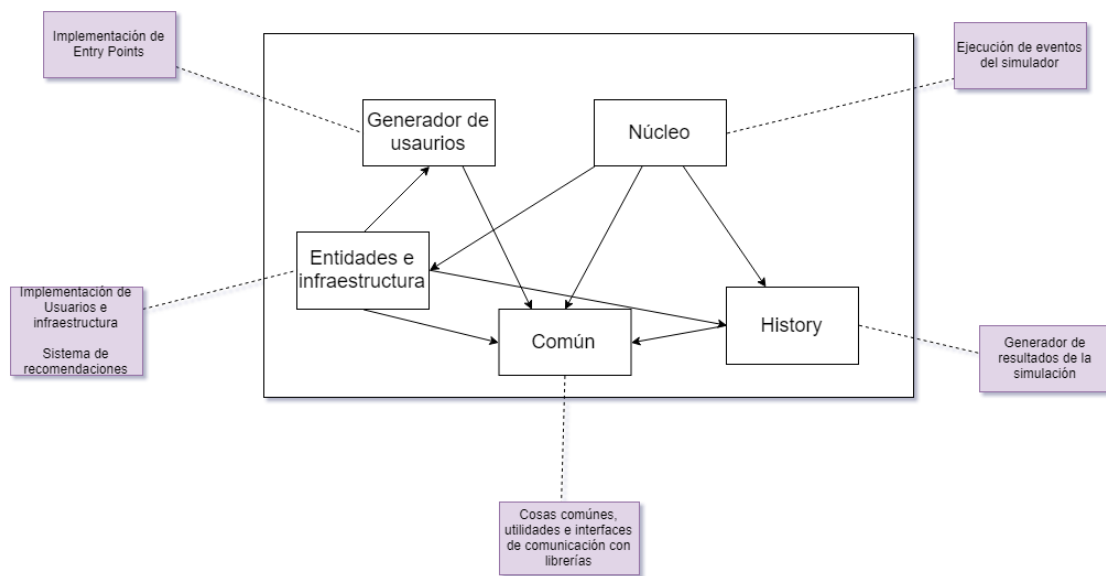 Implementación de
Entry Points
Ejecución de eventos
del simulador
Generador de
usaurios
Núcleo
Entidades e
infraestructura
Implementación de
Usuarios e
infraestructura
Sistema de
recomendaciones
Común
History
Generador de
resultados de la
simulación
Cosas comúnes,
utilidades e interfaces
de comunicación con
librerías